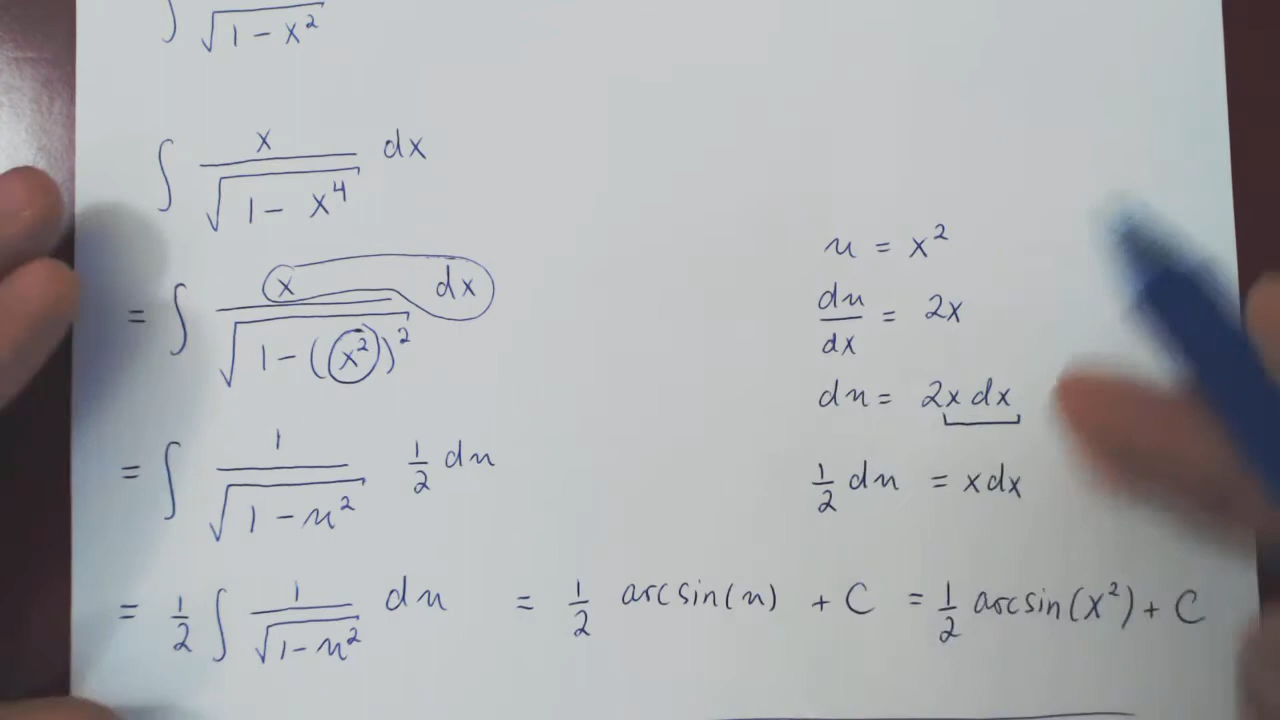 ∫ √(1 - x²)
∫ x / √(1 - x⁴) dx
= ∫ x / √(1 - (x²)²) dx
= ∫ 1 / √(1 - u²) ½ du
= ½ ∫ 1 / √(1 - u²) du = ½ arcsin(u) + C = ½ arcsin(x²) + C
u = x²
du/dx = 2x
du = 2x dx
½ du = x dx